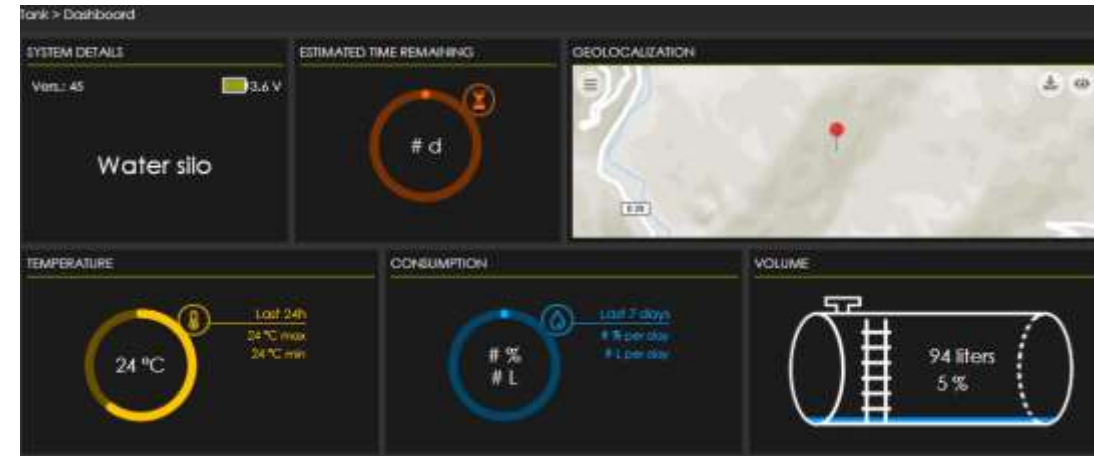 Tank > Dashboard
SYSTEM DETAILS
Vers.: 45
3.6 V
Water silo
ESTIMATED TIME REMAINING
# d
GEOLOCALIZATION
TEMPERATURE
24 ºC
Last 24h
24 ºC max
24 ºC min
CONSUMPTION
# %
# L
Last 7 days
# % per day
# L per day
VOLUME
94 liters
5 %